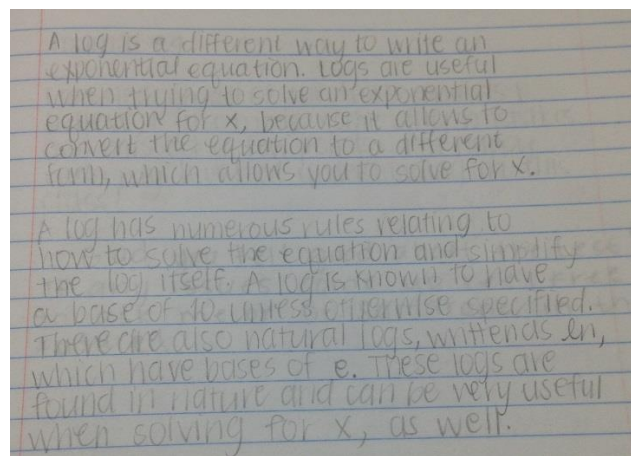 A log is a different way to write an
exponential equation. Logs are useful
when trying to solve an exponential
equation for x, because it allows to
convert the equation to a different
form, which allows you to solve for x.
A log has numerous rules relating to
how to solve the equation and simplify
the log itself. A log is known to have
a base of 10 unless otherwise specified.
There are also natural logs, written as ln,
which have bases of e. These logs are
found in nature and can be very useful
when solving for x, as well.